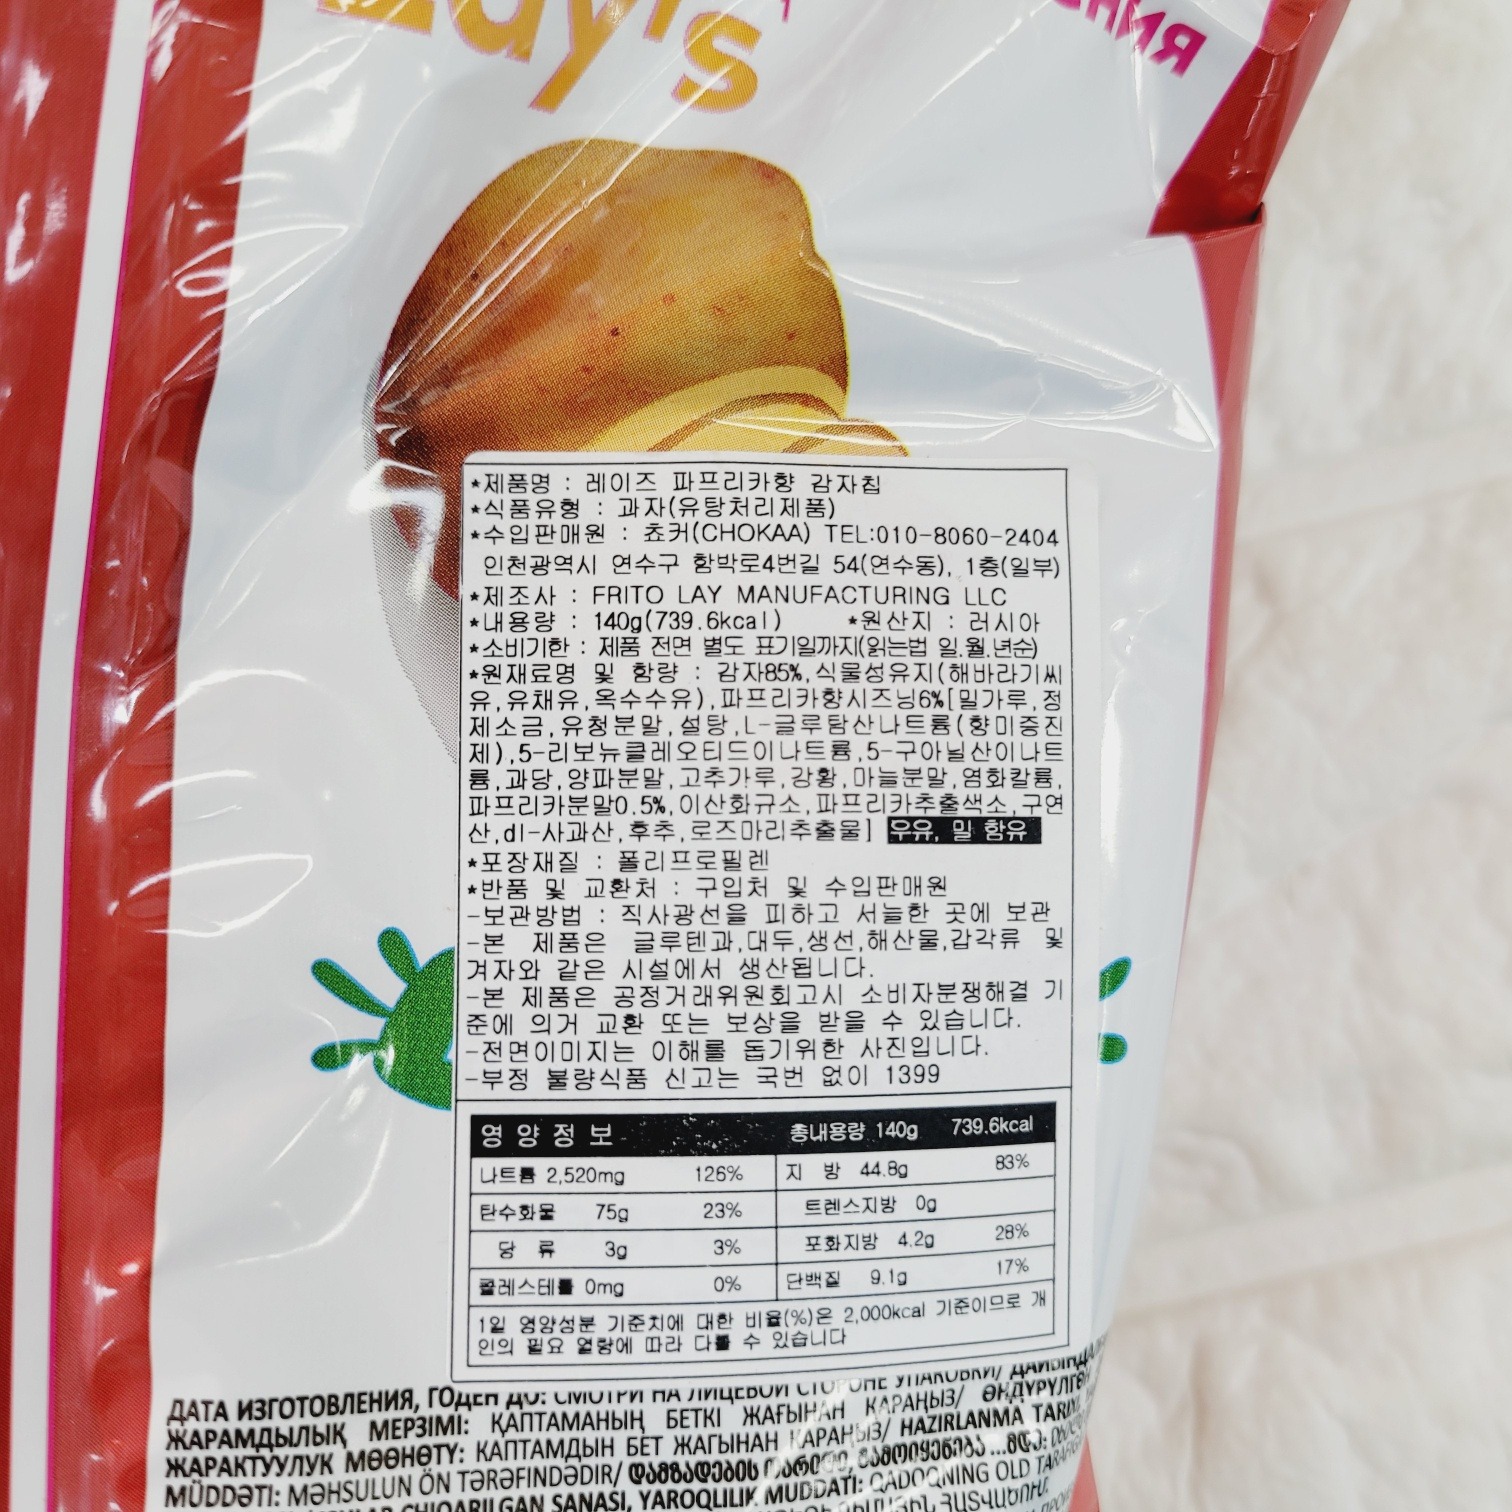 Lay's
*제품명 : 레이즈 파프리카향 감자칩
*식품유형 : 과자(유탕처리제품)
*수입판매원 : 쵸커(CHOKAA) TEL:010-8060-2404
인천광역시 연수구 함박로4번길 54(연수동), 1층(일부)
*제조사 : FRITO LAY MANUFACTURING LLC
*내용량 : 140g(739.6kcal) *원산지 : 러시아
*소비기한 : 제품 전면 별도 표기일까지(읽는법 일.월.년순)
*원재료명 및 함량 : 감자85%,식물성유지(해바라기씨
유,유채유,옥수수유),파프리카향시즈닝6%[밀가루,정
제소금,유청분말,설탕,L-글루탐산나트륨(향미증진
제),5-리보뉴클레오티드이나트륨,5-구아닐산이나트
륨,과당,양파분말,고추가루,강황,마늘분말,염화칼륨,
파프리카분말0.5%,이산화규소,파프리카추출색소,구연
산,dl-사과산,후추,로즈마리추출물] 우유, 밀 함유
*포장재질 : 폴리프로필렌
*반품 및 교환처 : 구입처 및 수입판매원
-보관방법 : 직사광선을 피하고 서늘한 곳에 보관
-본 제품은 글루텐과,대두,생선,해산물,갑각류 및
겨자와 같은 시설에서 생산됩니다.
-본 제품은 공정거래위원회고시 소비자분쟁해결 기
준에 의거 교환 또는 보상을 받을 수 있습니다.
-전면이미지는 이해를 돕기위한 사진입니다.
-부정 불량식품 신고는 국번 없이 1399
영양정보 총내용량 140g 739.6kcal
나트륨 2,520mg 126% 지 방 44.8g 83%
탄수화물 75g 23% 트렌스지방 0g
당 류 3g 3% 포화지방 4.2g 28%
콜레스테롤 0mg 0% 단백질 9.1g 17%
1일 영양성분 기준치에 대한 비율(%)은 2,000kcal 기준이므로 개
인의 필요 열량에 따라 다를 수 있습니다
ДАТА ИЗГОТОВЛЕНИЯ, ГОДЕН ДО: СМОТРИ НА ЛИЦЕВОЙ СТОРОНЕ УПАКОВКИ/
ЖАРАМДЫЛЫҚ МЕРЗІМІ: ҚАПТАМАНЫҢ БЕТКІ ЖАҒЫНАН ҚАРАҢЫЗ/
ЖАРАКТУУЛУК МӨӨНӨТҮ: КАПТАМДЫН БЕТ ЖАГЫНАН КАРАҢЫЗ/ HAZIRLANMA
MÜDDƏTI: MƏHSULUN ÖN TƏRƏFINDƏDIR/ დამზადების თარიღი,
CHIQARILGAN SANASI, YAROQLILIK MUDDATI: QADOQNING OLD